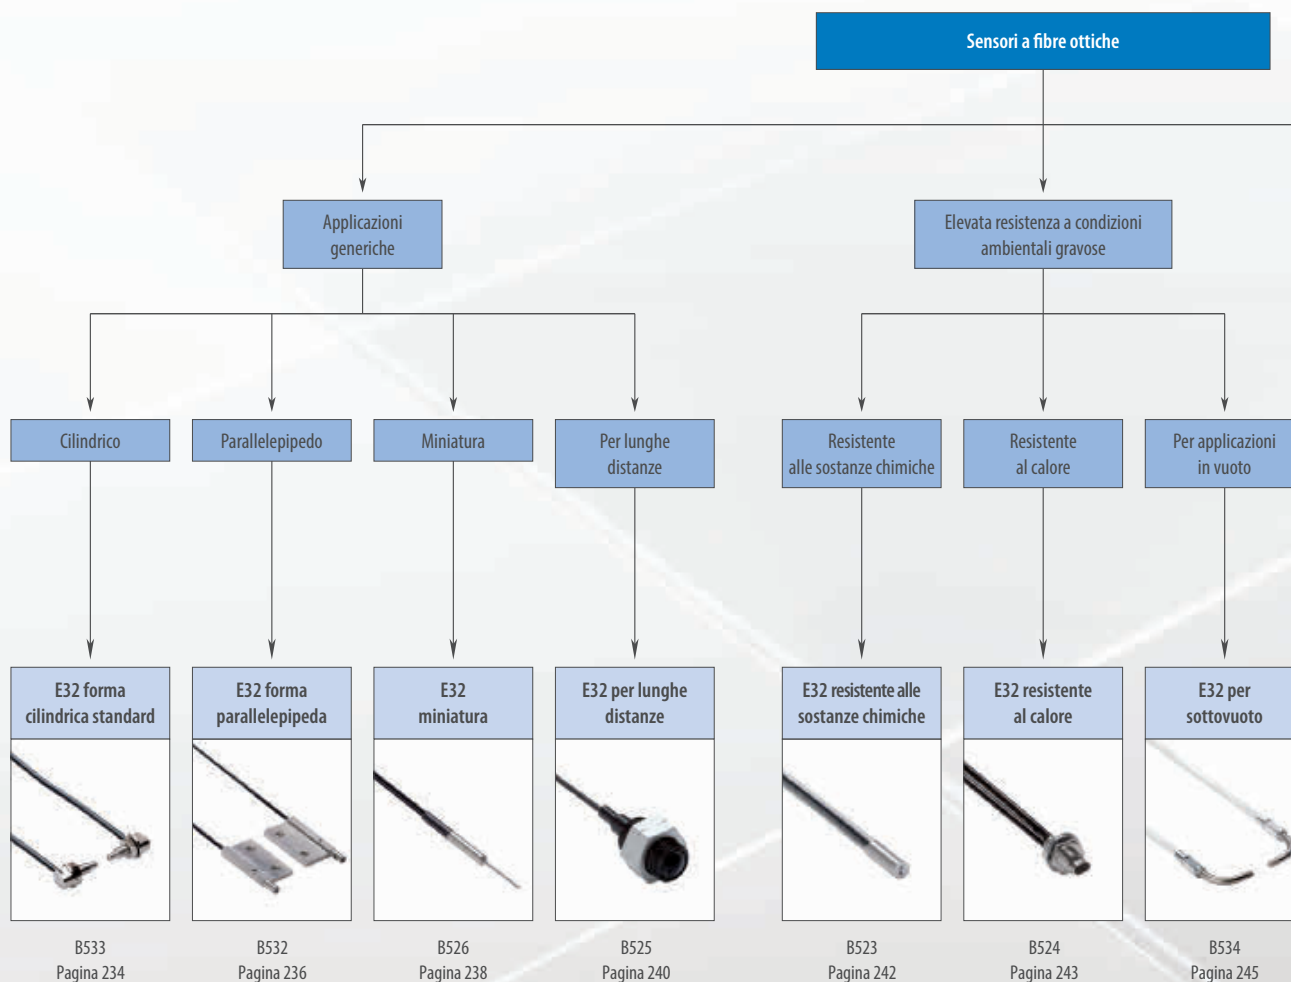 Sensori a fibre ottiche
Applicazioni
generiche
Elevata resistenza a condizioni
ambientali gravose
Cilindrico
Parallelepipedo
Miniatura
Per lunghe
distanze
Resistente
alle sostanze chimiche
Resistente
al calore
Per applicazioni
in vuoto
E32 forma
cilindrica standard
E32 forma
parallelepipeda
E32
miniatura
E32 per lunghe
distanze
E32 resistente alle
sostanze chimiche
E32 resistente
al calore
E32 per
sottovuoto
B533
Pagina 234
B532
Pagina 236
B526
Pagina 238
B525
Pagina 240
B523
Pagina 242
B524
Pagina 243
B534
Pagina 245